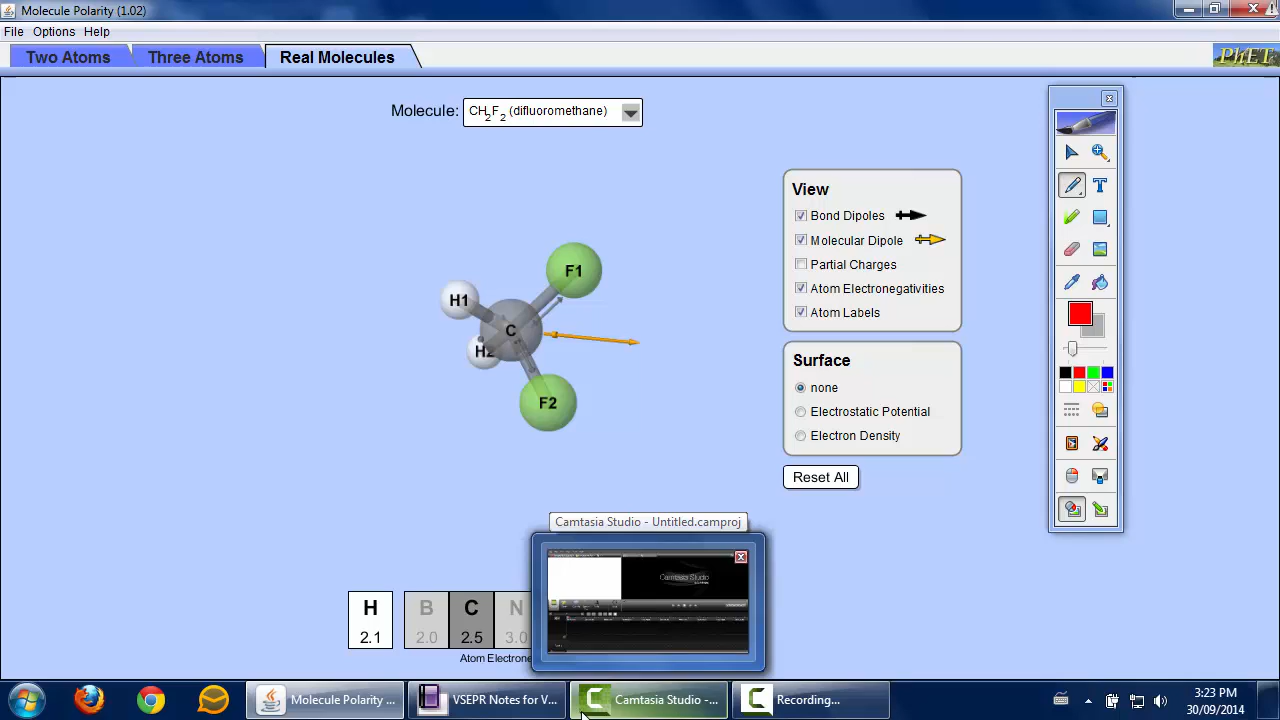 Molecule Polarity (1.02)
File Options Help
Two Atoms Three Atoms Real Molecules PhET
Molecule: CH2F2 (difluoromethane)
View
Bond Dipoles
Molecular Dipole
Partial Charges
Atom Electronegativities
Atom Labels
F1
H1
C
H2
F2
Surface
none
Electrostatic Potential
Electron Density
Reset All
T
Camtasia Studio - Untitled.camproj
Camtasia Studio
H B C N
2.1 2.0 2.5 3.0
Atom Electrone
Molecule Polarity ... VSEPR Notes for V... Camtasia Studio -... Recording...
3:23 PM
30/09/2014